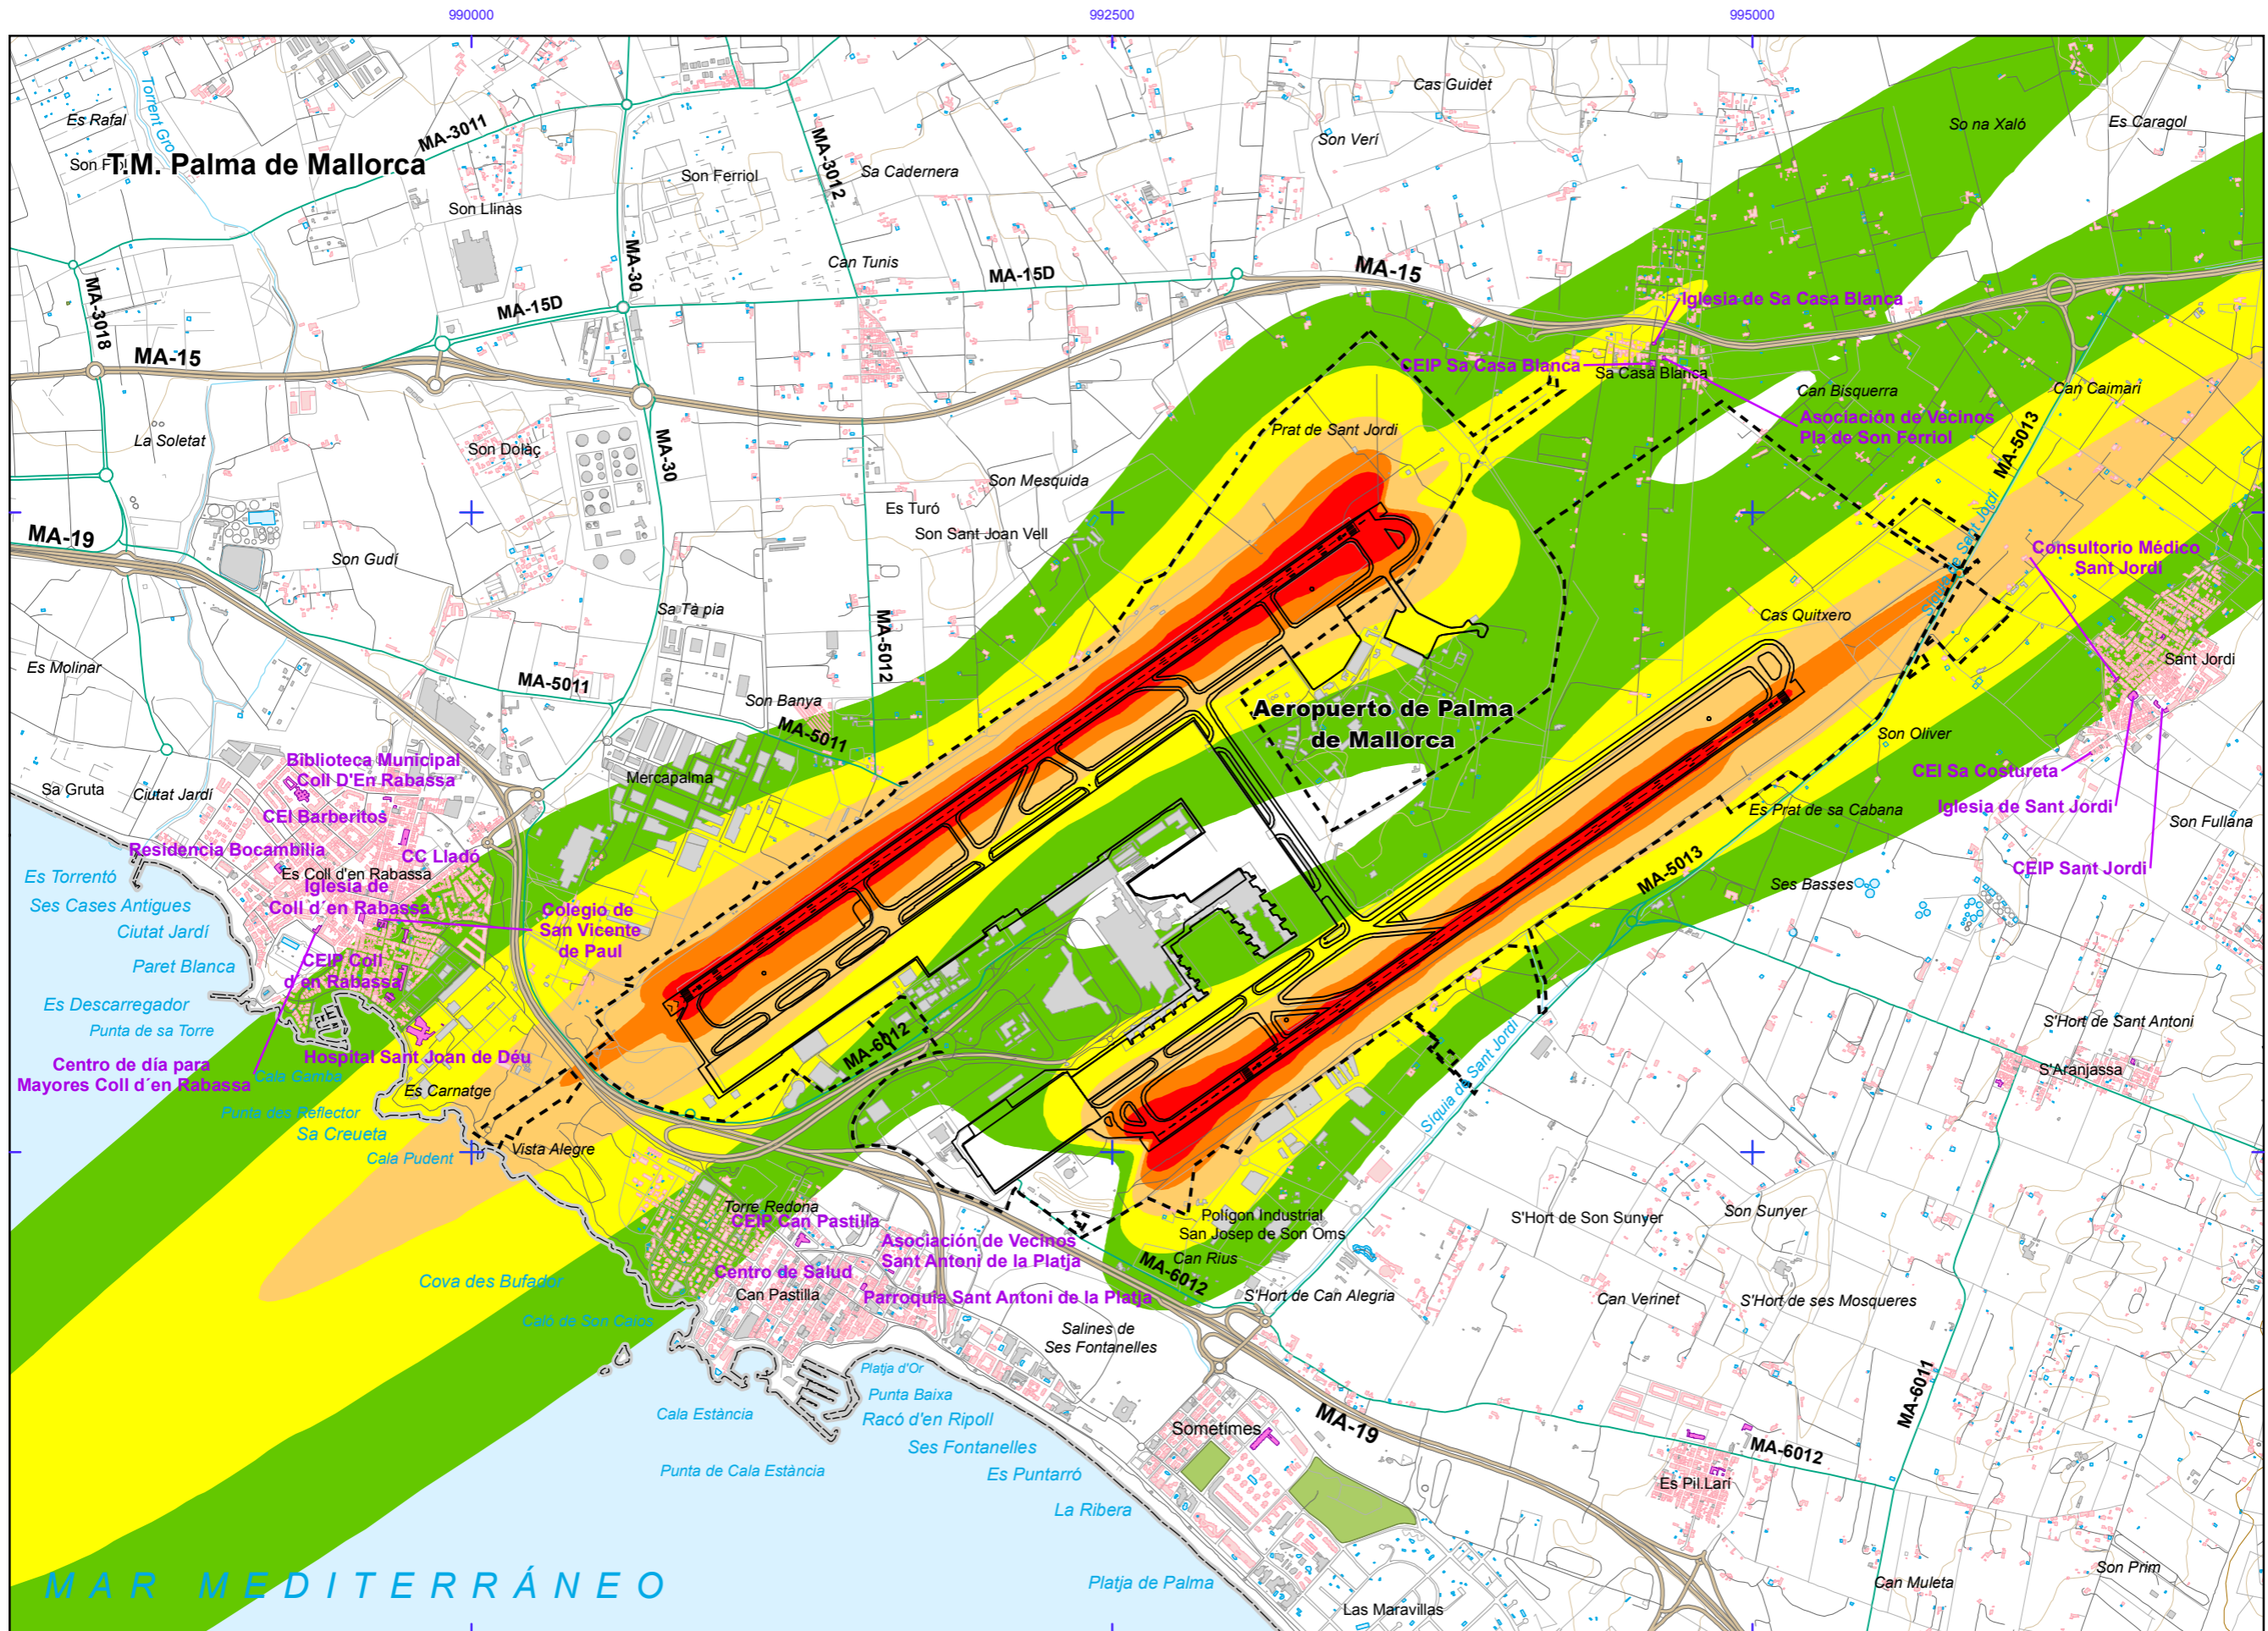 990000
992500
995000
Es Rafal
Torrent Gros
MA-3011
T.M. Palma de Mallorca
Son Llinàs
Son Ferriol
MA-3012
Sa Cadernera
Cas Guidet
Son Verí
So na Xaló
Es Caragol
MA-3018
MA-15
MA-15D
MA-30
Can Tunis
MA-15D
MA-15
Iglesia de Sa Casa Blanca
CEIP Sa Casa Blanca
Sa Casa Blanca
Can Bisquerra
Can Caimari
Asociación de Vecinos
Pla de Son Ferriol
MA-5013
La Soletat
Son Dolaç
MA-30
Prat de Sant Jordi
Son Mesquida
Es Turó
Son Sant Joan Vell
MA-19
Son Gudí
Sa Tà pia
MA-5012
Síquia de Sant Jordi
Consultorio Médico
Sant Jordi
Cas Quitxero
Sant Jordi
Es Molinar
MA-5011
Son Banya
MA-5011
Aeropuerto de Palma
de Mallorca
Son Oliver
CEI Sa Costureta
Iglesia de Sant Jordi
Son Fullana
CEIP Sant Jordi
Mercapalma
Biblioteca Municipal
Coll D'En Rabassa
Sa Gruta
Ciutat Jardí
CEI Barberitos
Residencia Bocambilia
CC Lladó
Es Coll d'en Rabassa
Iglesia de
Coll d´en Rabassa
Colegio de
San Vicente
de Paul
Es Prat de sa Cabana
MA-5013
Ses Basses
Es Torrentó
Ses Cases Antigues
Ciutat Jardí
Paret Blanca
CEIP Coll
d'en Rabassa
Es Descarregador
Punta de sa Torre
Hospital Sant Joan de Déu
Centro de día para
Mayores Coll d´en Rabassa
Cala Gamba
Es Carnatge
MA-6012
Síquia de Sant Jordi
S'Hort de Sant Antoni
S'Aranjassa
Punta des Reflector
Sa Creueta
Cala Pudent
Vista Alegre
Torre Redona
CEIP Can Pastilla
Asociación de Vecinos
Sant Antoni de la Platja
Polígon Industrial
San Josep de Son Oms
S'Hort de Son Sunyer
Son Sunyer
Can Rius
Cova des Bufador
Centro de Salud
Can Pastilla
Parroquia Sant Antoni de la Platja
MA-6012
S'Hort de Can Alegria
Can Verinet
S'Hort de ses Mosqueres
Caló de Son Caios
Salines de
Ses Fontanelles
Platja d'Or
Punta Baixa
Cala Estància
Racó d'en Ripoll
Ses Fontanelles
Punta de Cala Estància
Es Puntarró
La Ribera
Sometimes
MA-19
MA-6011
MA-6012
Es Pil.Larí
MAR MEDITERRÁNEO
Platja de Palma
Las Maravillas
Can Muleta
Son Prim